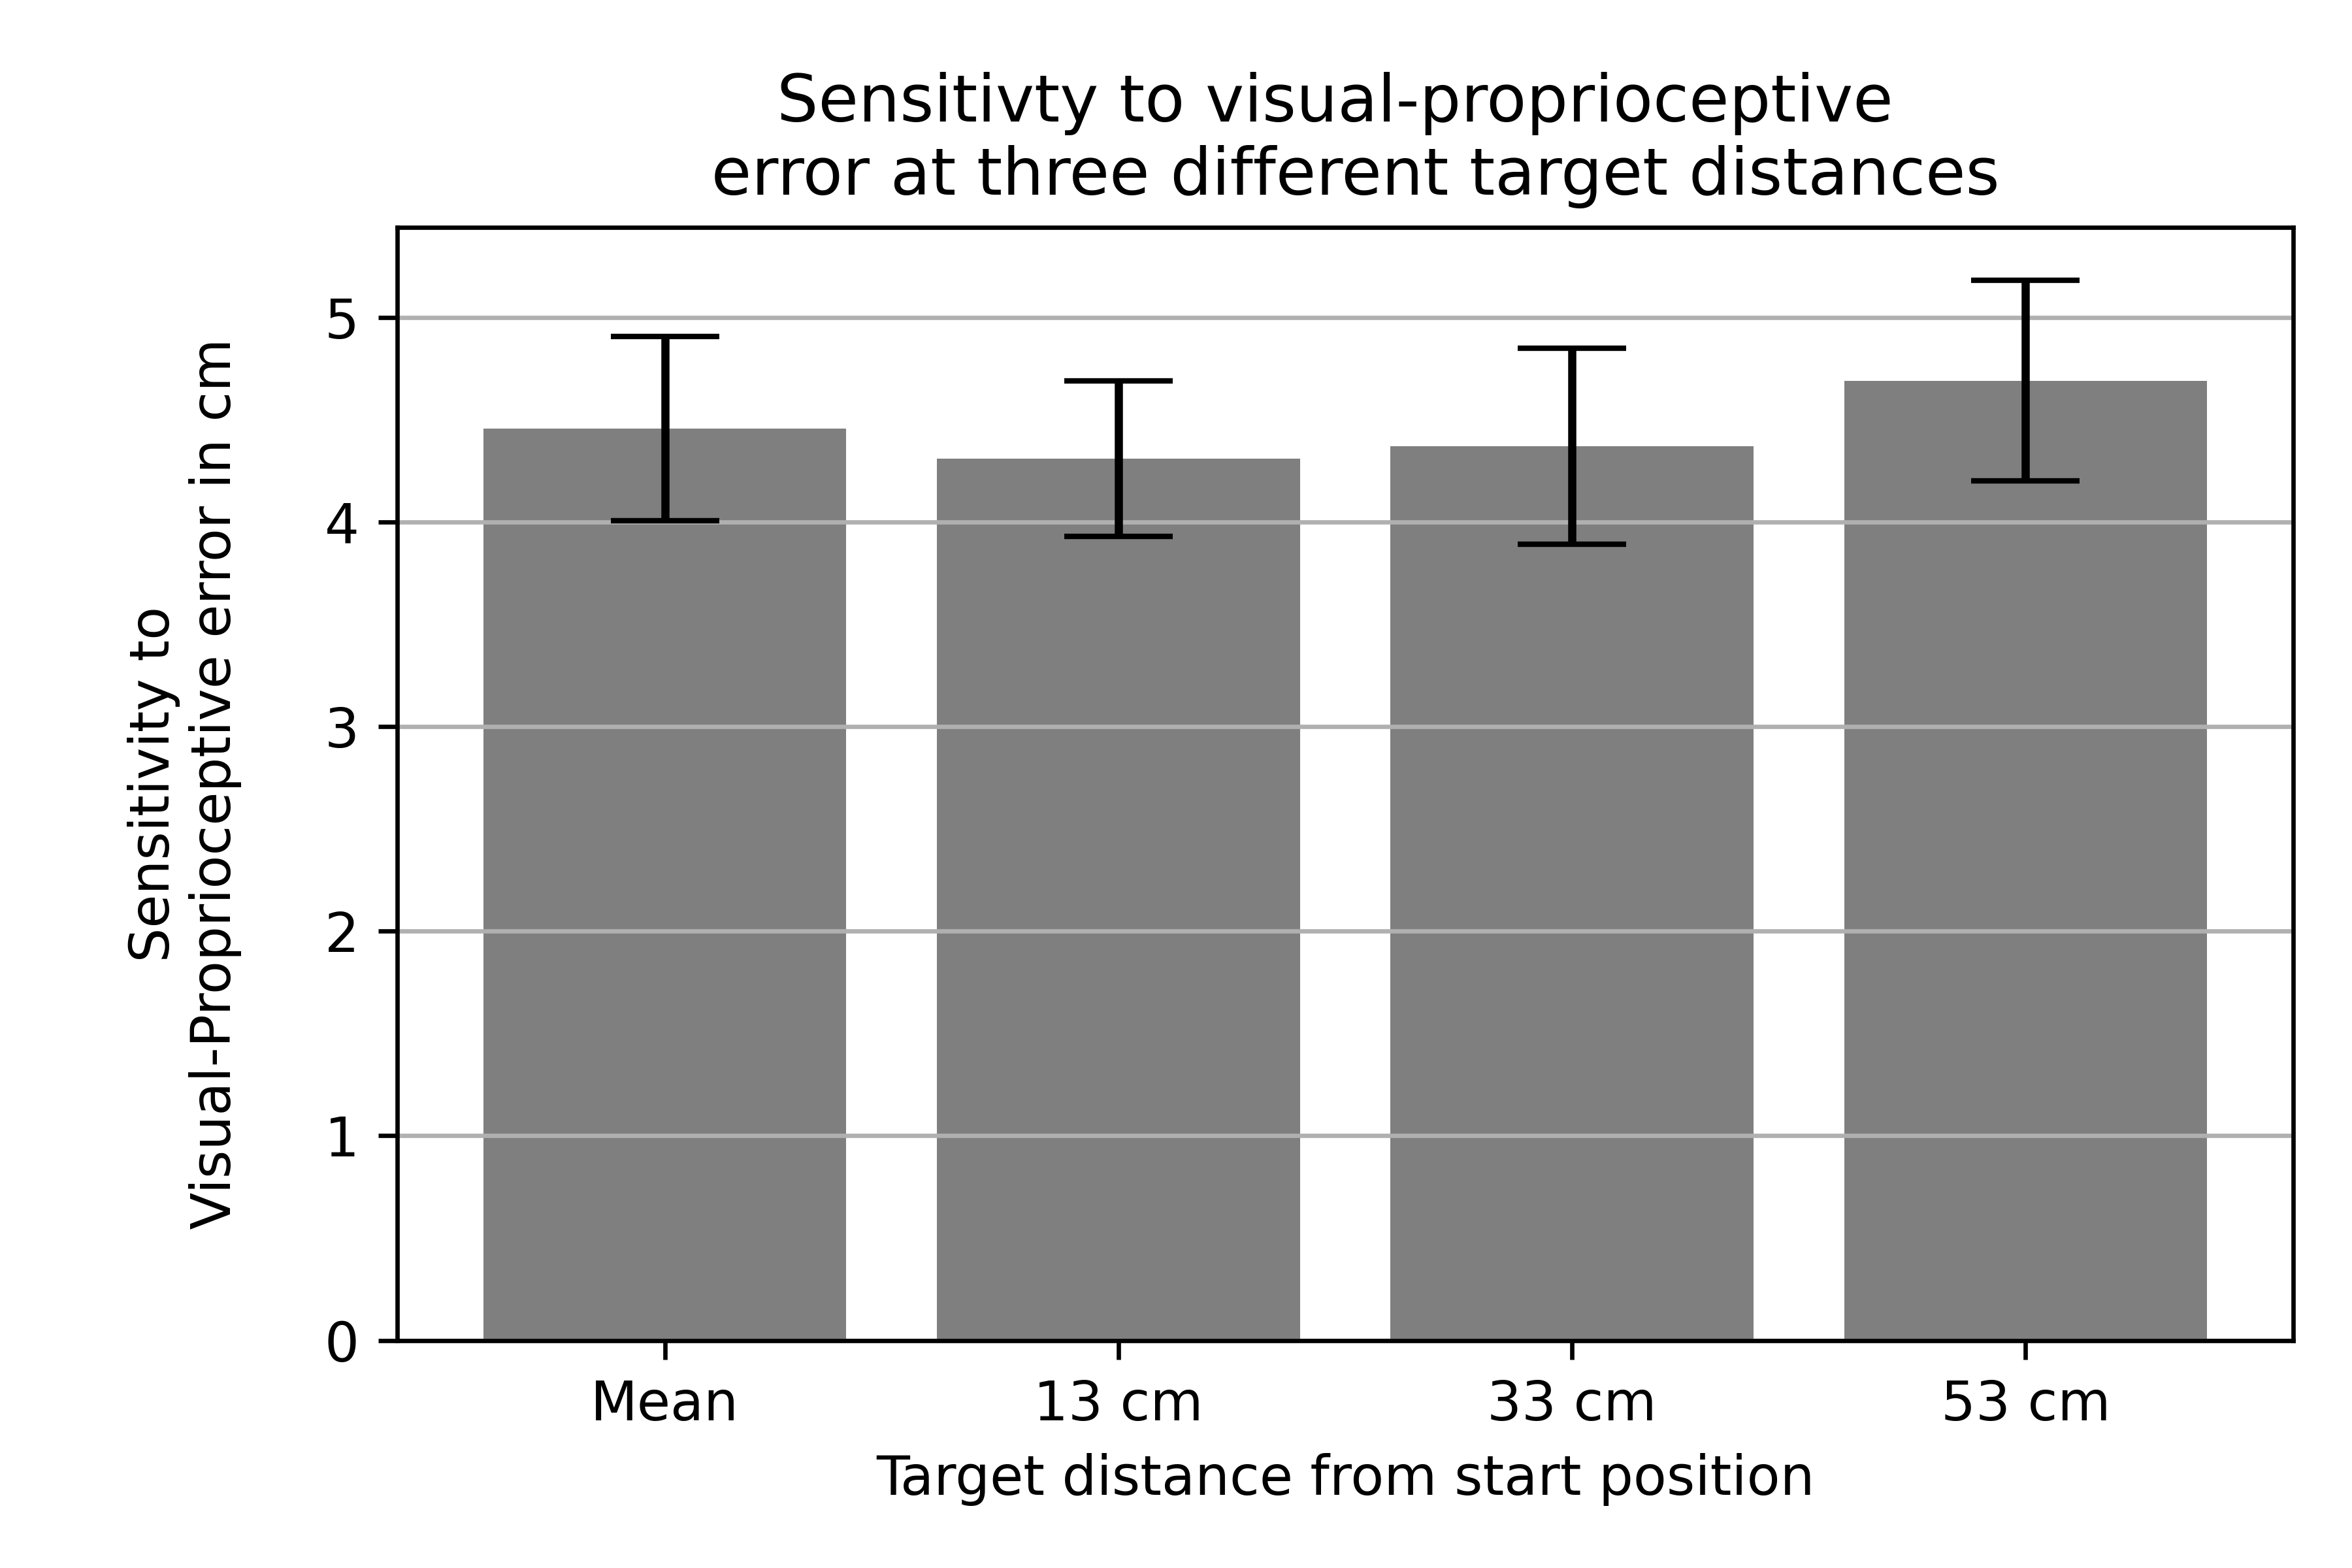 Sensitivty to visual-proprioceptive
error at three different target distances
Sensitivity to
Visual-Proprioceptive error in cm
5
4
3
2
1
0
Mean 13 cm 33 cm 53 cm
Target distance from start position